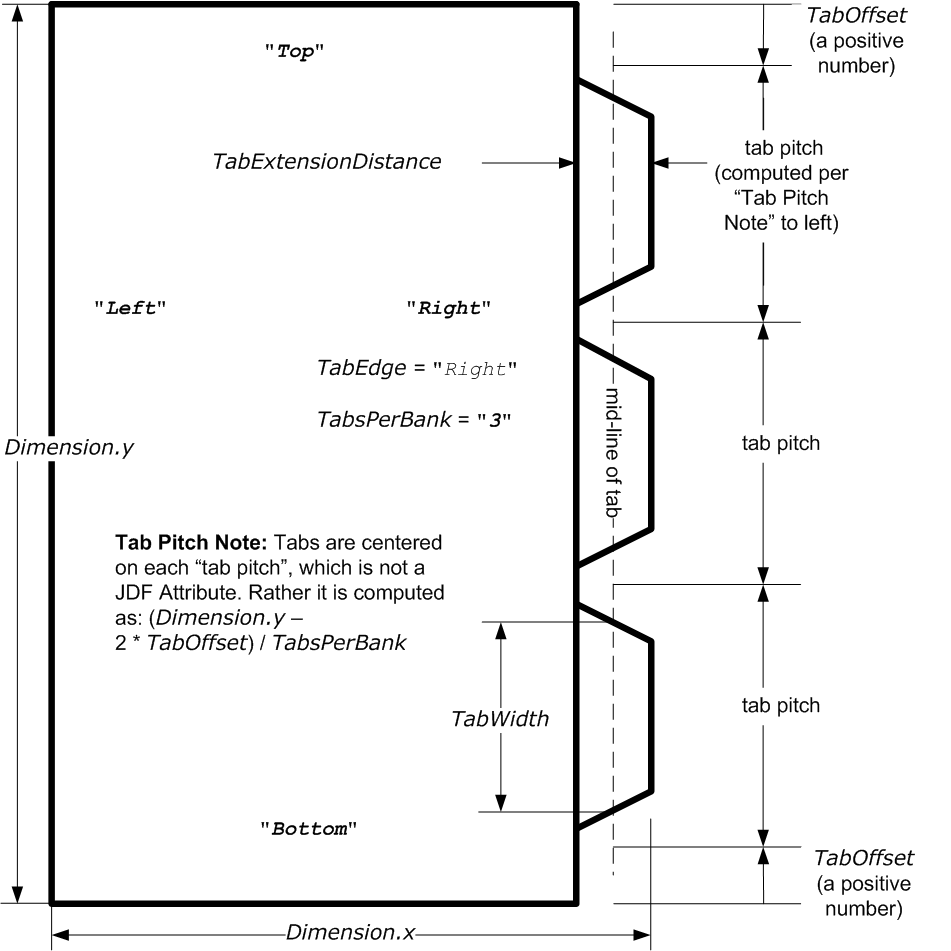 TabOffset
(a positive
number)
"Top"
tab pitch
(computed per
“Tab Pitch
Note” to left)
TabExtensionDistance
"Left"
"Right"
TabEdge = "Right"
TabsPerBank = "3"
mid-line of tab
tab pitch
Dimension.y
Tab Pitch Note: Tabs are centered
on each “tab pitch”, which is not a
JDF Attribute. Rather it is computed
as: (Dimension.y –
2 * TabOffset) / TabsPerBank
TabWidth
tab pitch
"Bottom"
TabOffset
(a positive
number)
Dimension.x